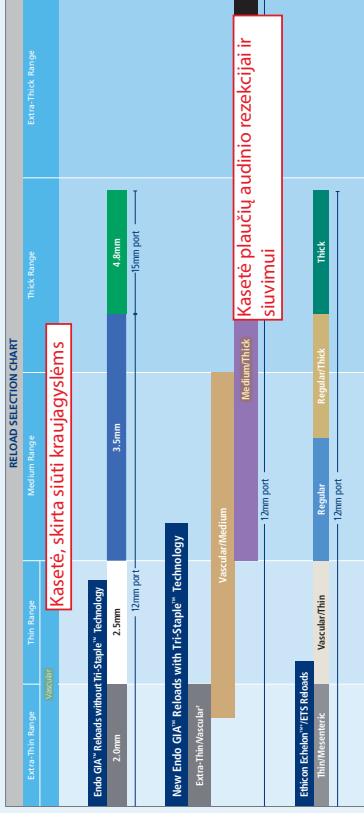 RELOAD SELECTION CHART
Extra-Thin Range
Thin Range
Medium Range
Thick Range
Extra-Thick Range
Vascular
Kasetė, skirta siūti kraujagyslėms
Endo GIA™ Reloads without Tri-Staple™ Technology
2.0mm
2.5mm
3.5mm
4.8mm
12mm port
15mm port
New Endo GIA™ Reloads with Tri-Staple™ Technology
Extra-Thin/Vascular†
Vascular/Medium
Medium/Thick
Kasetė plaučių audinio rezekcijai ir
siuvimui
12mm port
Ethicon Echelon™*/ETS Reloads
Thin/Mesenteric
Vascular/Thin
Regular
Regular/Thick
Thick
12mm port